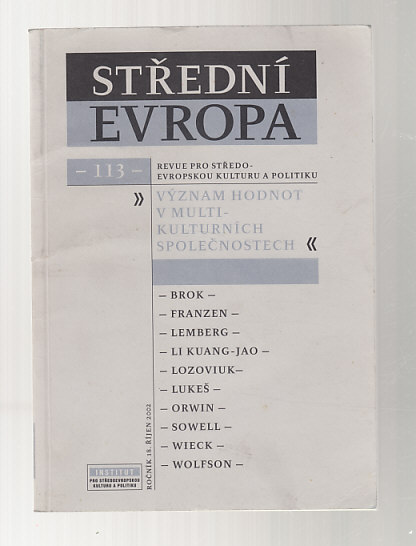 STŘEDNÍ
EVROPA
– 113 –
REVUE PRO STŘEDO-
EVROPSKOU KULTURU A POLITIKU
» VÝZNAM HODNOT
V MULTI-
KULTURNÍCH
SPOLEČNOSTECH «
– BROK –
– FRANZEN –
– LEMBERG –
– LI KUANG-JAO –
– LOZOVIUK–
– LUKEŠ –
– ORWIN –
– SOWELL –
– WIECK –
– WOLFSON –
ROČNÍK 18. ŘÍJEN 2002
INSTITUT
PRO STŘEDOEVROPSKOU
KULTURU A POLITIKU